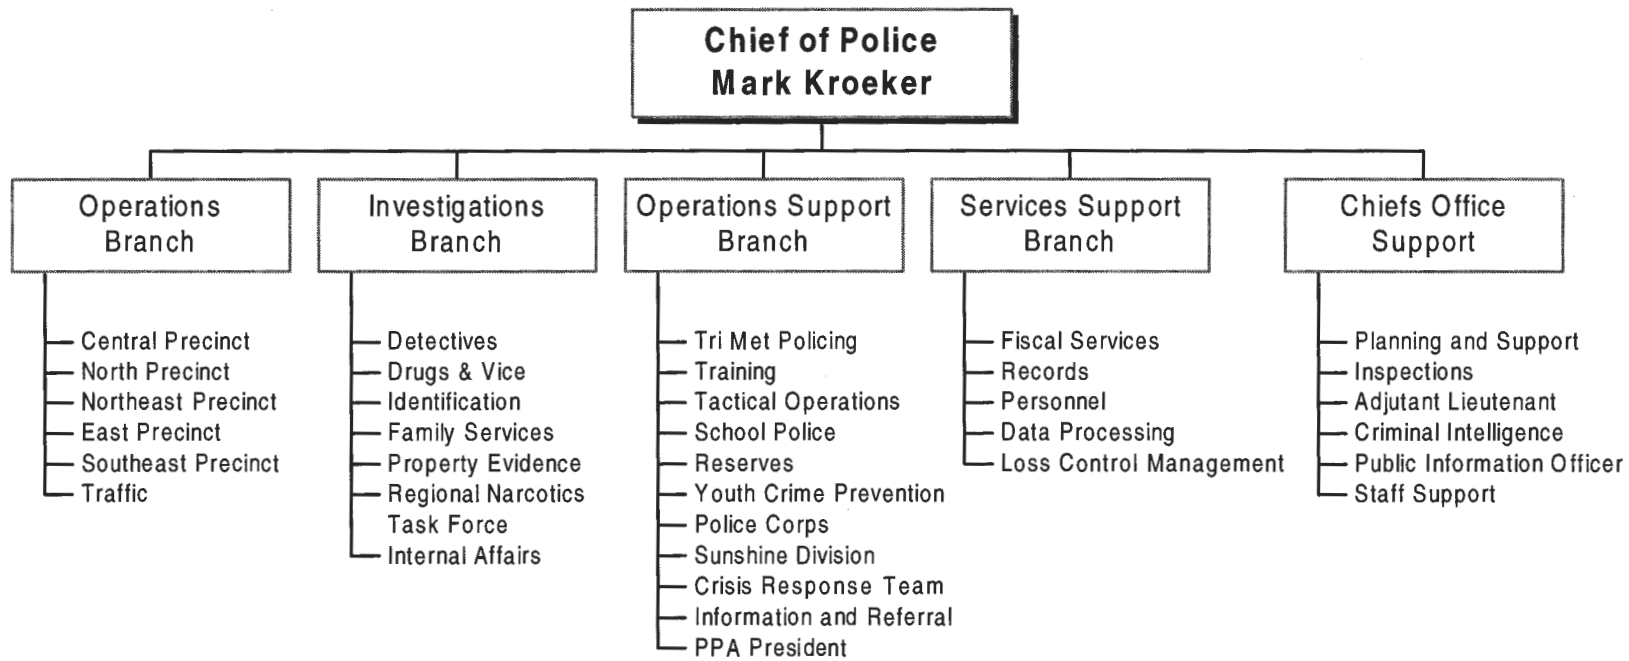 Chief of Police
Mark Kroeker
Operations
Branch
Central Precinct
North Precinct
Northeast Precinct
East Precinct
Southeast Precinct
Traffic
Investigations
Branch
Detectives
Drugs & Vice
Identification
Family Services
Property Evidence
Regional Narcotics
Task Force
Internal Affairs
Operations Support
Branch
Tri Met Policing
Training
Tactical Operations
School Police
Reserves
Youth Crime Prevention
Police Corps
Sunshine Division
Crisis Response Team
Information and Referral
PPA President
Services Support
Branch
Fiscal Services
Records
Personnel
Data Processing
Loss Control Management
Chiefs Office
Support
Planning and Support
Inspections
Adjutant Lieutenant
Criminal Intelligence
Public Information Officer
Staff Support